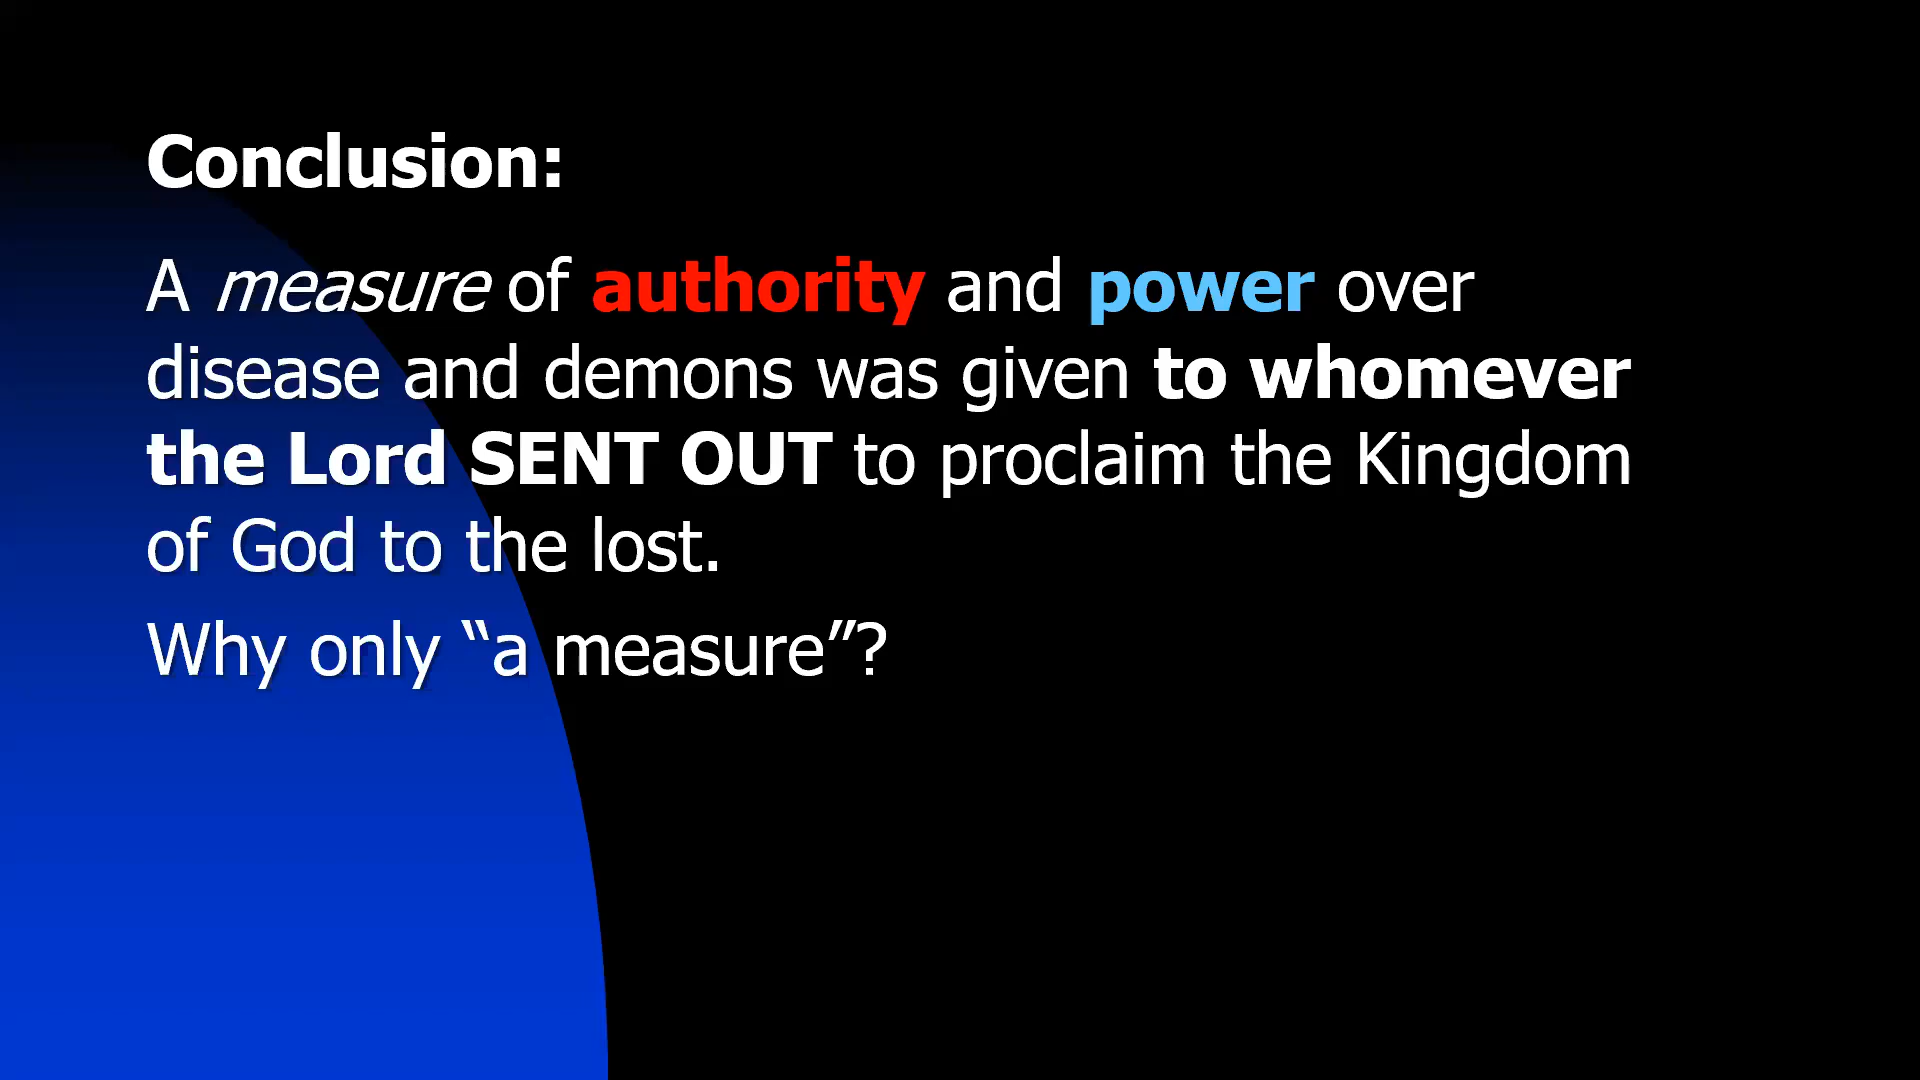 Conclusion:
A measure of authority and power over
disease and demons was given to whomever
the Lord SENT OUT to proclaim the Kingdom
of God to the lost.
Why only “a measure”?